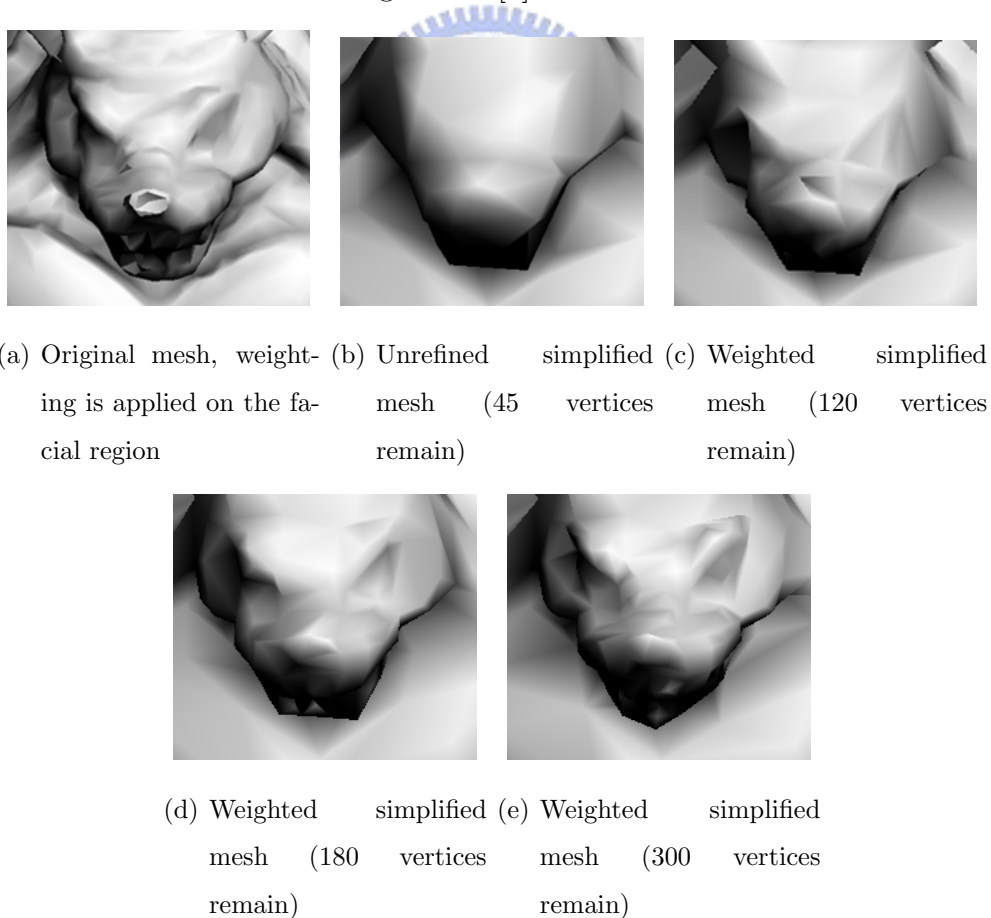 (a) Original mesh, weight-
ing is applied on the fa-
cial region
(b) Unrefined simplified
mesh (45 vertices
remain)
(c) Weighted simplified
mesh (120 vertices
remain)
(d) Weighted simplified
mesh (180 vertices
remain)
(e) Weighted simplified
mesh (300 vertices
remain)